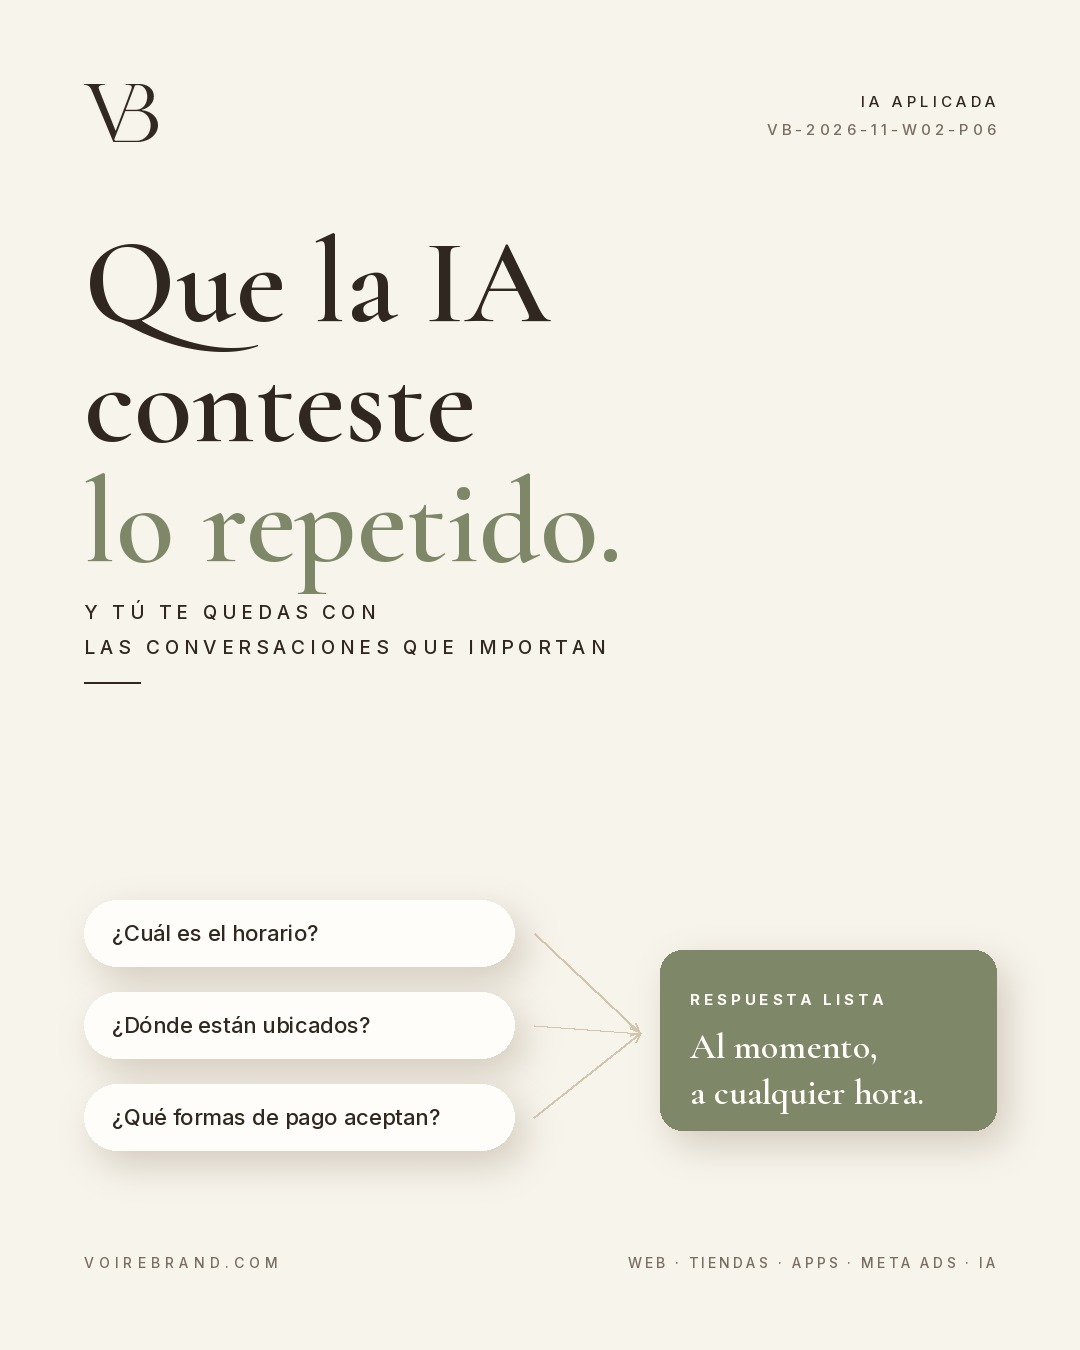 VB
IA APLICADA
VB-2026-11-W02-P06
Que la IA
conteste
lo repetido.
Y TÚ TE QUEDAS CON
LAS CONVERSACIONES QUE IMPORTAN
¿Cuál es el horario?
¿Dónde están ubicados?
¿Qué formas de pago aceptan?
RESPUESTA LISTA
Al momento,
a cualquier hora.
VOIREBRAND.COM
WEB · TIENDAS · APPS · META ADS · IA